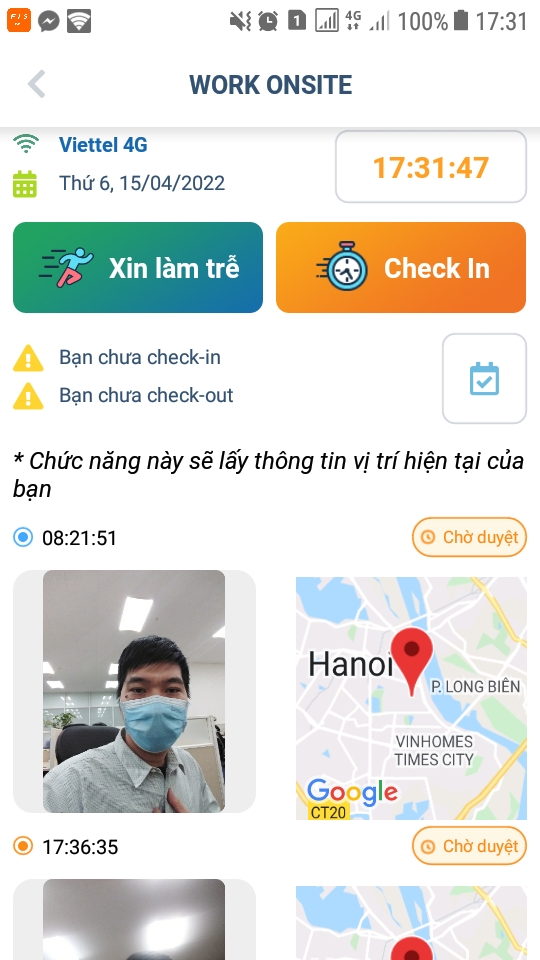 F / S
1
4G
100%
17:31
WORK ONSITE
Viettel 4G
17:31:47
Thứ 6, 15/04/2022
Xin làm trễ
Check In
Bạn chưa check-in
Bạn chưa check-out
* Chức năng này sẽ lấy thông tin vị trí hiện tại của
bạn
08:21:51
Chờ duyệt
Hanoi
P. LONG BIÊN
VINHOMES
TIMES CITY
Google
CT20
17:36:35
Chờ duyệt